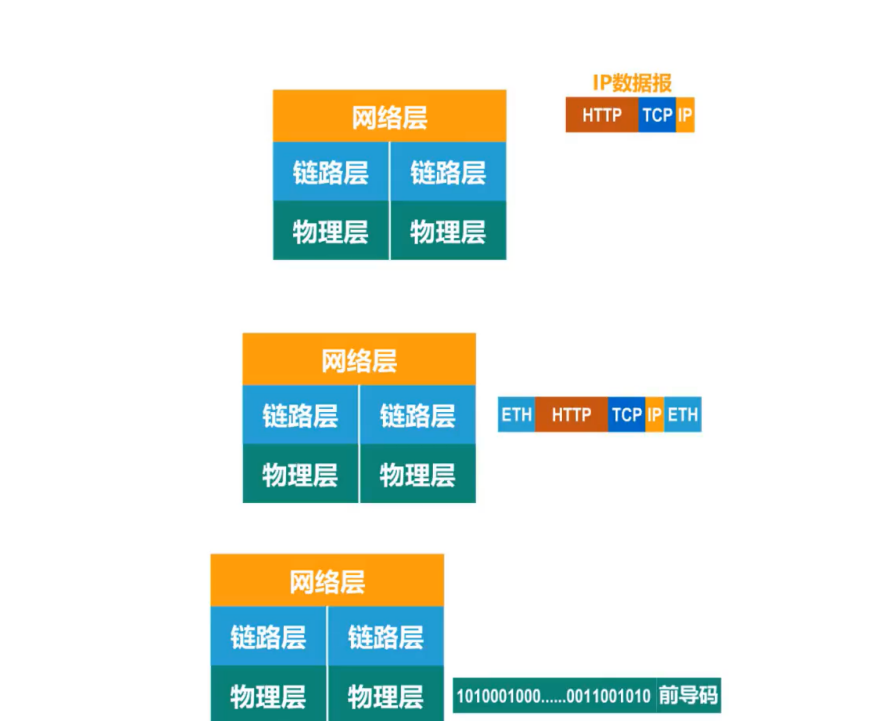 IP数据报
网络层
HTTP TCP IP
链路层 链路层
物理层 物理层
网络层
链路层 链路层
ETH HTTP TCP IP ETH
物理层 物理层
网络层
链路层 链路层
物理层 物理层
1010001000......0011001010 前导码